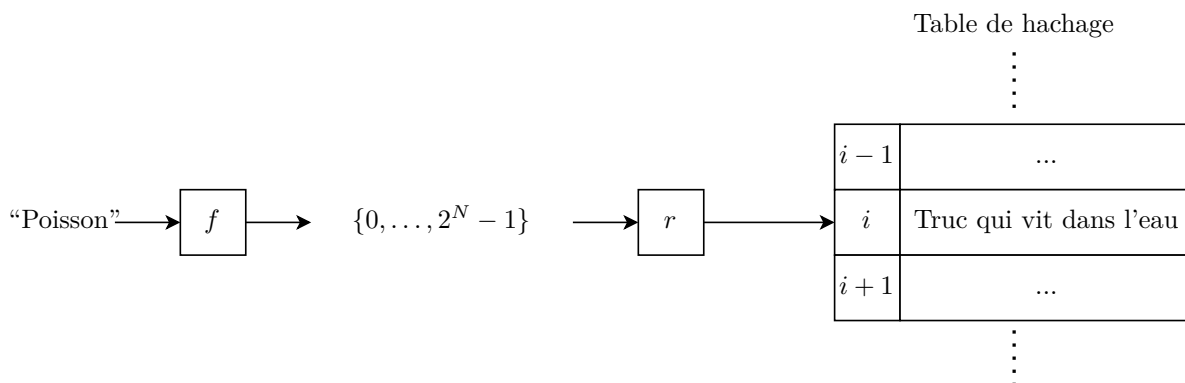 Table de hachage
i − 1
...
“Poisson”
f
{0, . . . , 2^N − 1}
r
i
Truc qui vit dans l'eau
i + 1
...